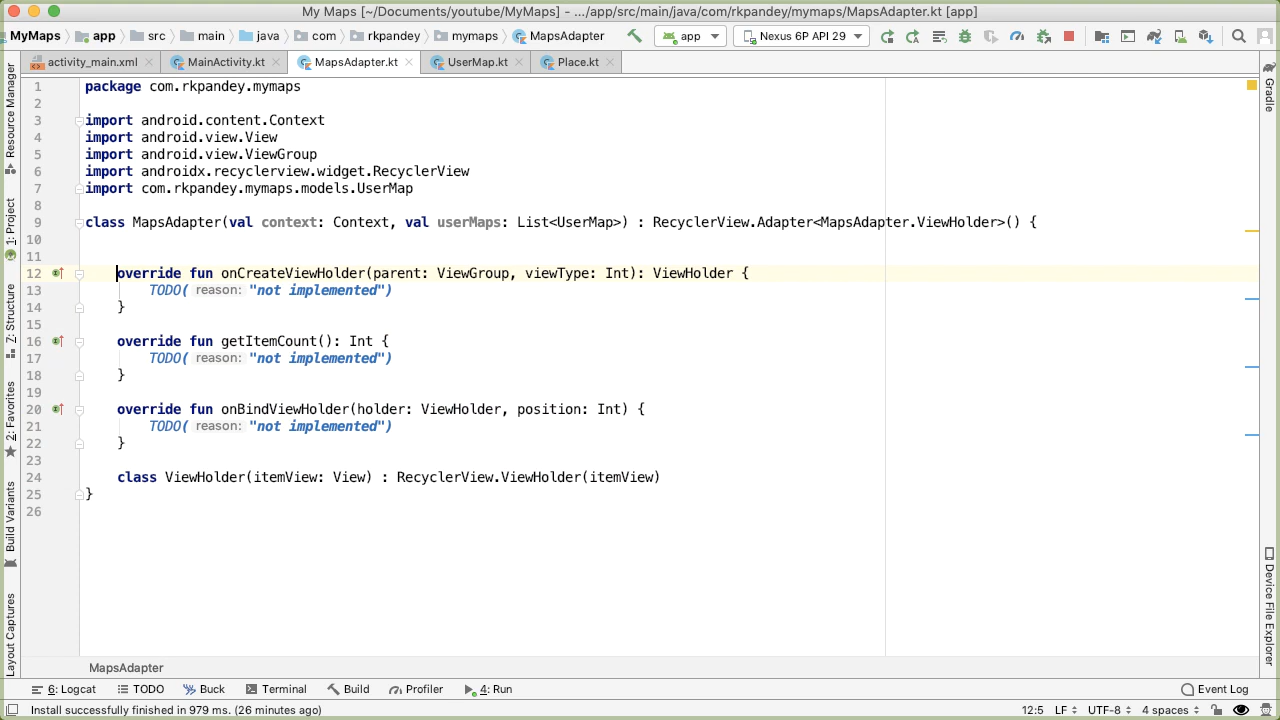 My Maps [~/Documents/youtube/MyMaps] - .../app/src/main/java/com/rkpandey/mymaps/MapsAdapter.kt [app]
MyMaps app src main java com rkpandey mymaps MapsAdapter app Nexus 6P API 29
activity_main.xml MainActivity.kt MapsAdapter.kt UserMap.kt Place.kt
Resource Manager
1: Project
7: Structure
2: Favorites
Build Variants
Layout Captures
1 package com.rkpandey.mymaps
2
3 import android.content.Context
4 import android.view.View
5 import android.view.ViewGroup
6 import androidx.recyclerview.widget.RecyclerView
7 import com.rkpandey.mymaps.models.UserMap
8
9 class MapsAdapter(val context: Context, val userMaps: List<UserMap>) : RecyclerView.Adapter<MapsAdapter.ViewHolder>() {
10
11
12 override fun onCreateViewHolder(parent: ViewGroup, viewType: Int): ViewHolder {
13 TODO( reason: "not implemented")
14 }
15
16 override fun getItemCount(): Int {
17 TODO( reason: "not implemented")
18 }
19
20 override fun onBindViewHolder(holder: ViewHolder, position: Int) {
21 TODO( reason: "not implemented")
22 }
23
24 class ViewHolder(itemView: View) : RecyclerView.ViewHolder(itemView)
25 }
26
Gradle
Device File Explorer
MapsAdapter
6: Logcat TODO Buck Terminal Build Profiler 4: Run Event Log
Install successfully finished in 979 ms. (26 minutes ago) 12:5 LF UTF-8 4 spaces